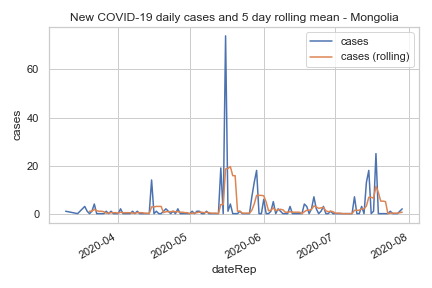 New COVID-19 daily cases and 5 day rolling mean - Mongolia
cases
cases (rolling)
60
40
20
0
cases
2020-04
2020-05
2020-06
2020-07
2020-08
dateRep